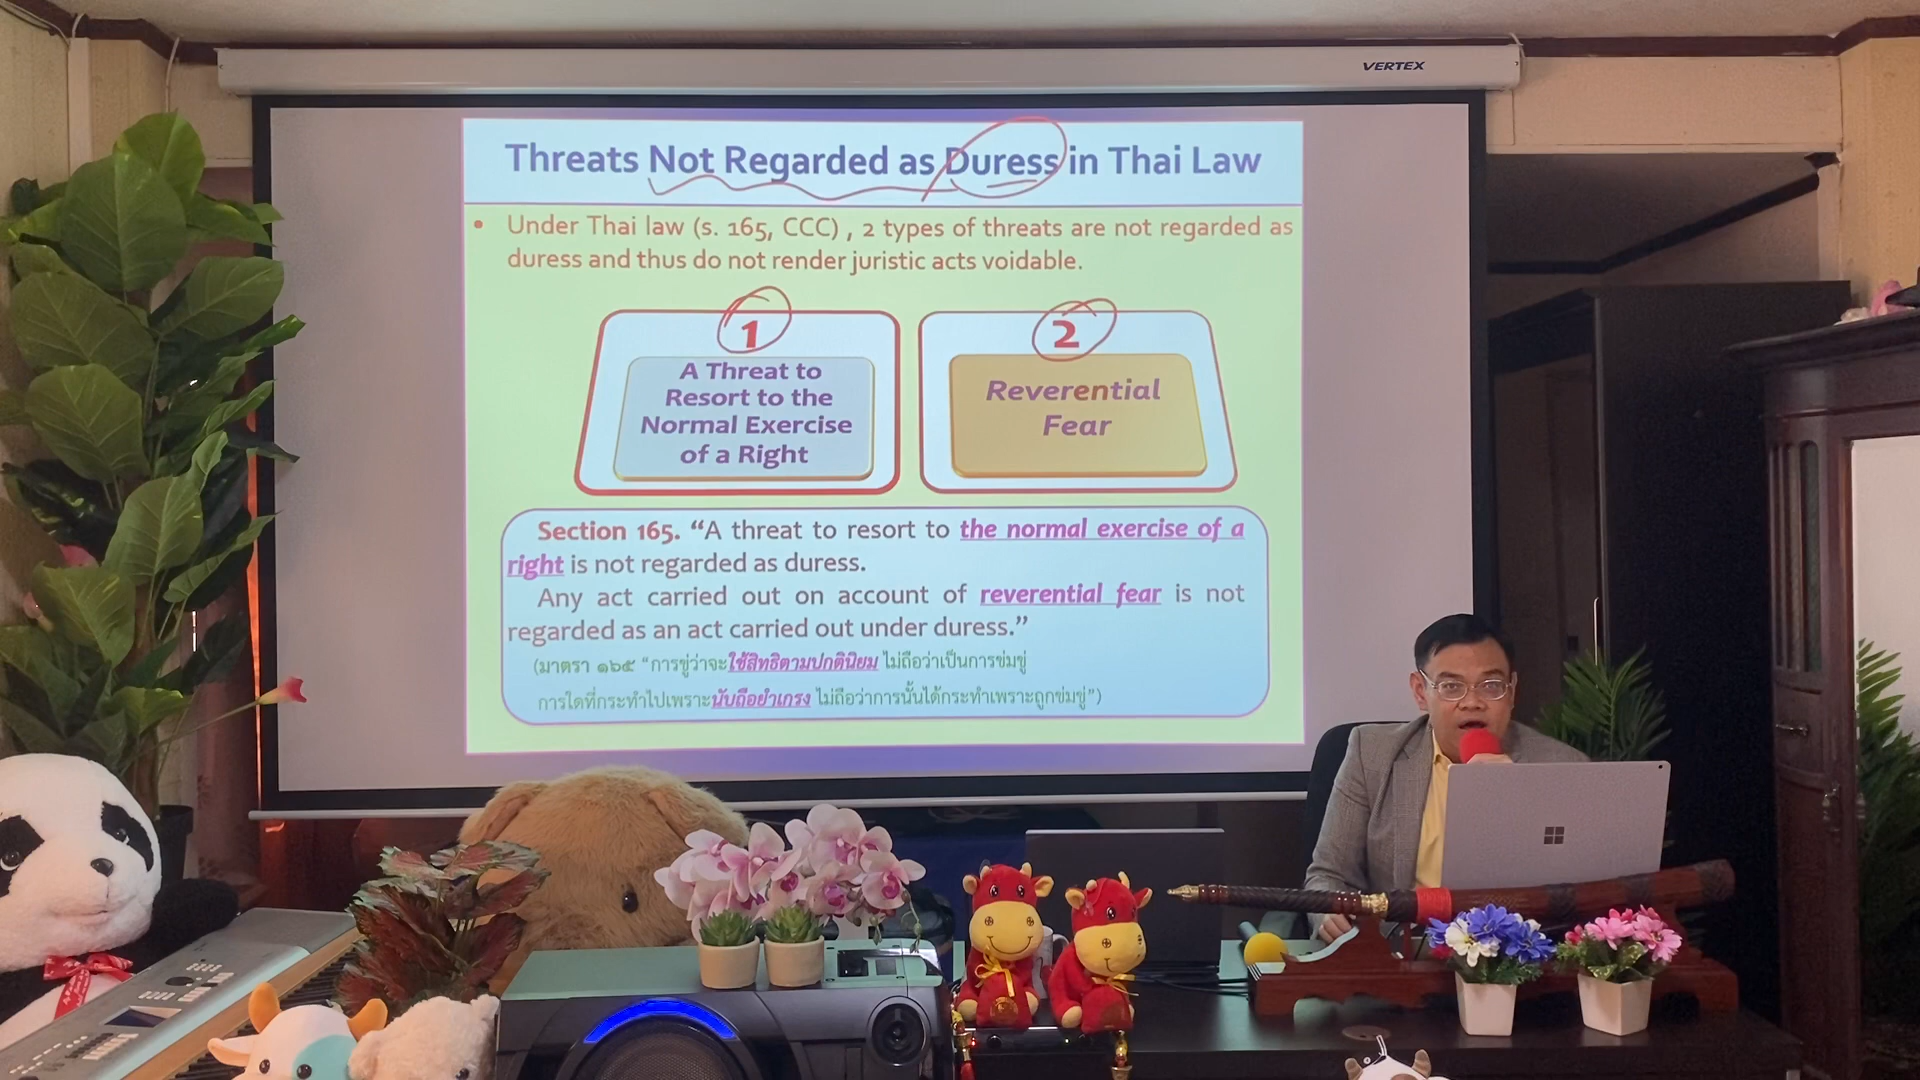 VERTEX
Threats Not Regarded as Duress in Thai Law
• Under Thai law (s. 165, CCC) , 2 types of threats are not regarded as
duress and thus do not render juristic acts voidable.
1
A Threat to
Resort to the
Normal Exercise
of a Right
2
Reverential
Fear
Section 165. “A threat to resort to the normal exercise of a
right is not regarded as duress.
Any act carried out on account of reverential fear is not
regarded as an act carried out under duress.”
(มาตรา ๑๖๕ “การขู่ว่าจะใช้สิทธิตามปกตินิยม ไม่ถือว่าเป็นการข่มขู่
การใดที่กระทำไปเพราะนับถือยำเกรง ไม่ถือว่าการนั้นได้กระทำเพราะถูกข่มขู่”)